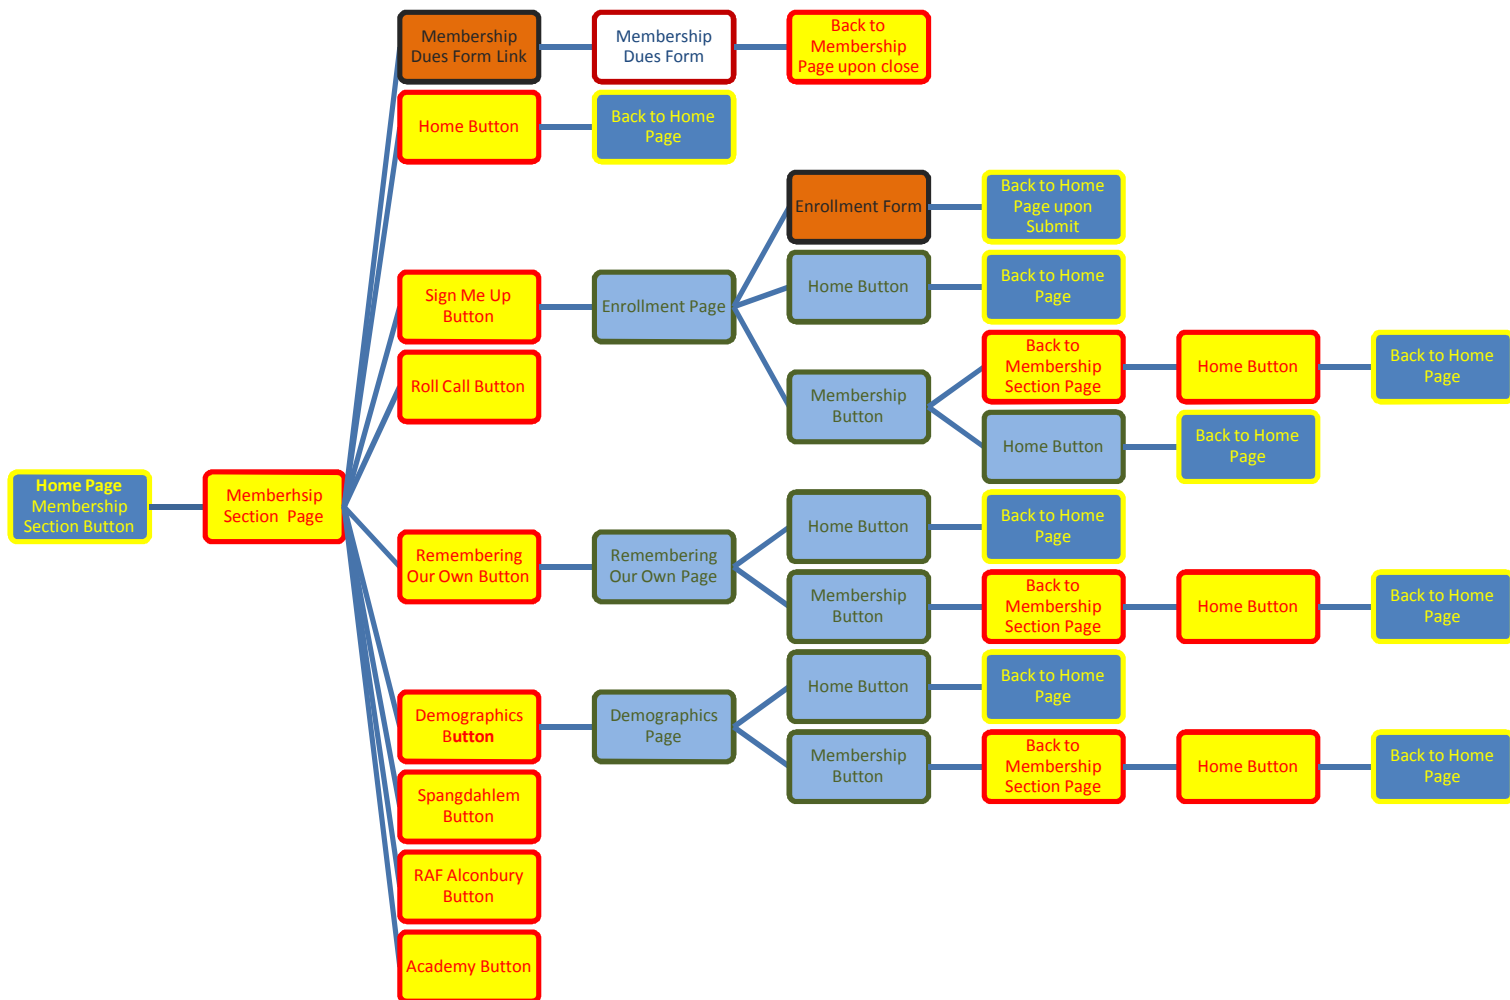 Membership
Dues Form Link
Membership
Dues Form
Back to
Membership
Page upon close
Home Button
Back to Home
Page
Enrollment Form
Back to Home
Page upon
Submit
Sign Me Up
Button
Enrollment Page
Home Button
Back to Home
Page
Roll Call Button
Membership
Button
Back to
Membership
Section Page
Home Button
Back to Home
Page
Home Button
Back to Home
Page
Home Page
Membership
Section Button
Memberhsip
Section Page
Remembering
Our Own Button
Remembering
Our Own Page
Home Button
Back to Home
Page
Membership
Button
Back to
Membership
Section Page
Home Button
Back to Home
Page
Demographics
Button
Demographics
Page
Home Button
Back to Home
Page
Membership
Button
Back to
Membership
Section Page
Home Button
Back to Home
Page
Spangdahlem
Button
RAF Alconbury
Button
Academy Button